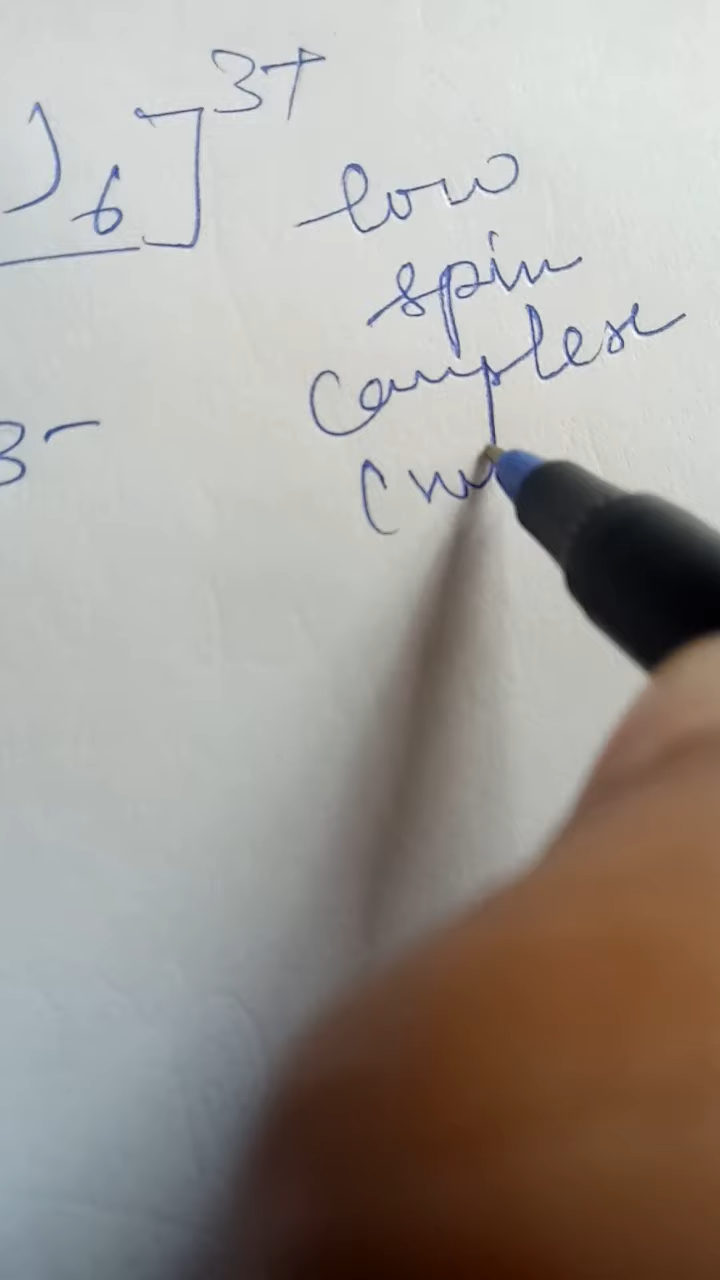 )6]3+
low
spin
complex
3-